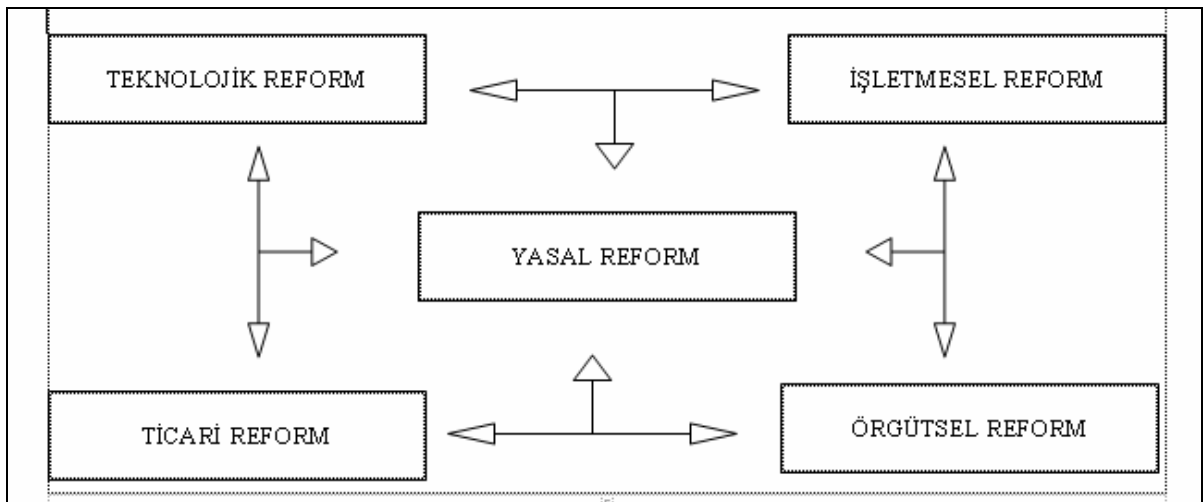 TEKNOLOJİK REFORM
İŞLETMESEL REFORM
YASAL REFORM
TİCARİ REFORM
ÖRGÜTSEL REFORM